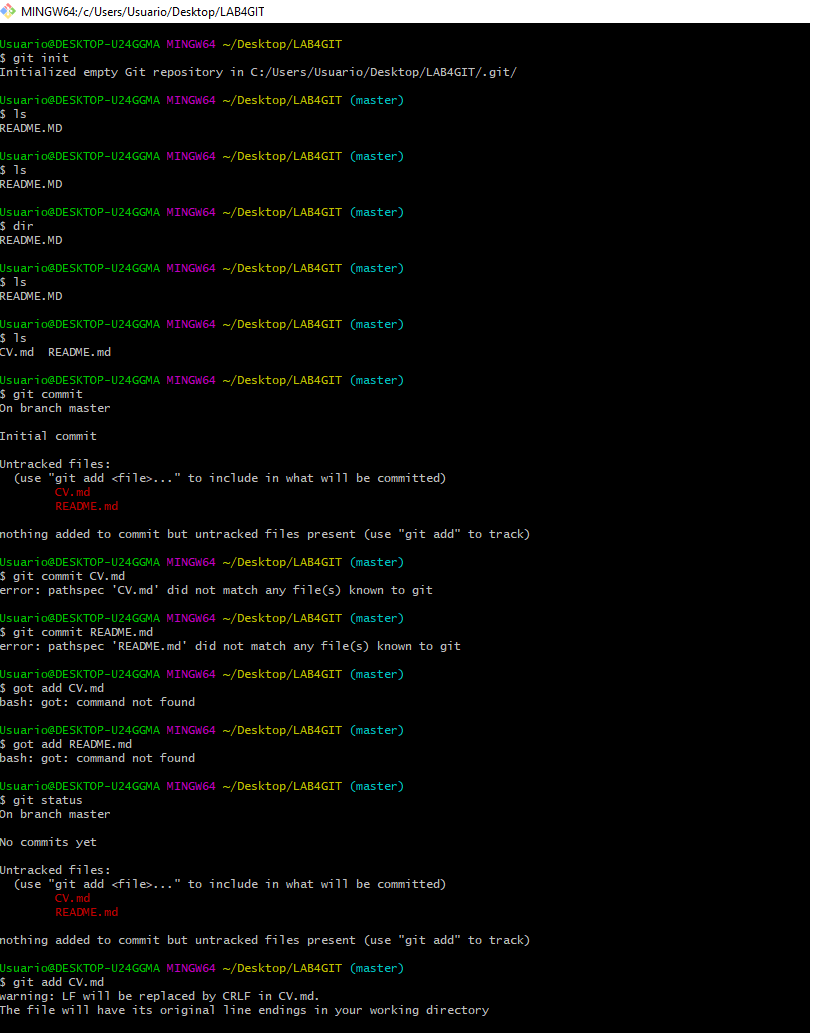 MINGW64:/c/Users/Usuario/Desktop/LAB4GIT
Usuario@DESKTOP-U24GGMA MINGW64 ~/Desktop/LAB4GIT
$ git init
Initialized empty Git repository in C:/Users/Usuario/Desktop/LAB4GIT/.git/
Usuario@DESKTOP-U24GGMA MINGW64 ~/Desktop/LAB4GIT (master)
$ ls
README.MD
Usuario@DESKTOP-U24GGMA MINGW64 ~/Desktop/LAB4GIT (master)
$ ls
README.MD
Usuario@DESKTOP-U24GGMA MINGW64 ~/Desktop/LAB4GIT (master)
$ dir
README.MD
Usuario@DESKTOP-U24GGMA MINGW64 ~/Desktop/LAB4GIT (master)
$ ls
README.MD
Usuario@DESKTOP-U24GGMA MINGW64 ~/Desktop/LAB4GIT (master)
$ ls
CV.md  README.md
Usuario@DESKTOP-U24GGMA MINGW64 ~/Desktop/LAB4GIT (master)
$ git commit
On branch master
Initial commit
Untracked files:
  (use "git add <file>..." to include in what will be committed)
        CV.md
        README.md
nothing added to commit but untracked files present (use "git add" to track)
Usuario@DESKTOP-U24GGMA MINGW64 ~/Desktop/LAB4GIT (master)
$ git commit CV.md
error: pathspec 'CV.md' did not match any file(s) known to git
Usuario@DESKTOP-U24GGMA MINGW64 ~/Desktop/LAB4GIT (master)
$ git commit README.md
error: pathspec 'README.md' did not match any file(s) known to git
Usuario@DESKTOP-U24GGMA MINGW64 ~/Desktop/LAB4GIT (master)
$ got add CV.md
bash: got: command not found
Usuario@DESKTOP-U24GGMA MINGW64 ~/Desktop/LAB4GIT (master)
$ got add README.md
bash: got: command not found
Usuario@DESKTOP-U24GGMA MINGW64 ~/Desktop/LAB4GIT (master)
$ git status
On branch master
No commits yet
Untracked files:
  (use "git add <file>..." to include in what will be committed)
        CV.md
        README.md
nothing added to commit but untracked files present (use "git add" to track)
Usuario@DESKTOP-U24GGMA MINGW64 ~/Desktop/LAB4GIT (master)
$ git add CV.md
warning: LF will be replaced by CRLF in CV.md.
The file will have its original line endings in your working directory